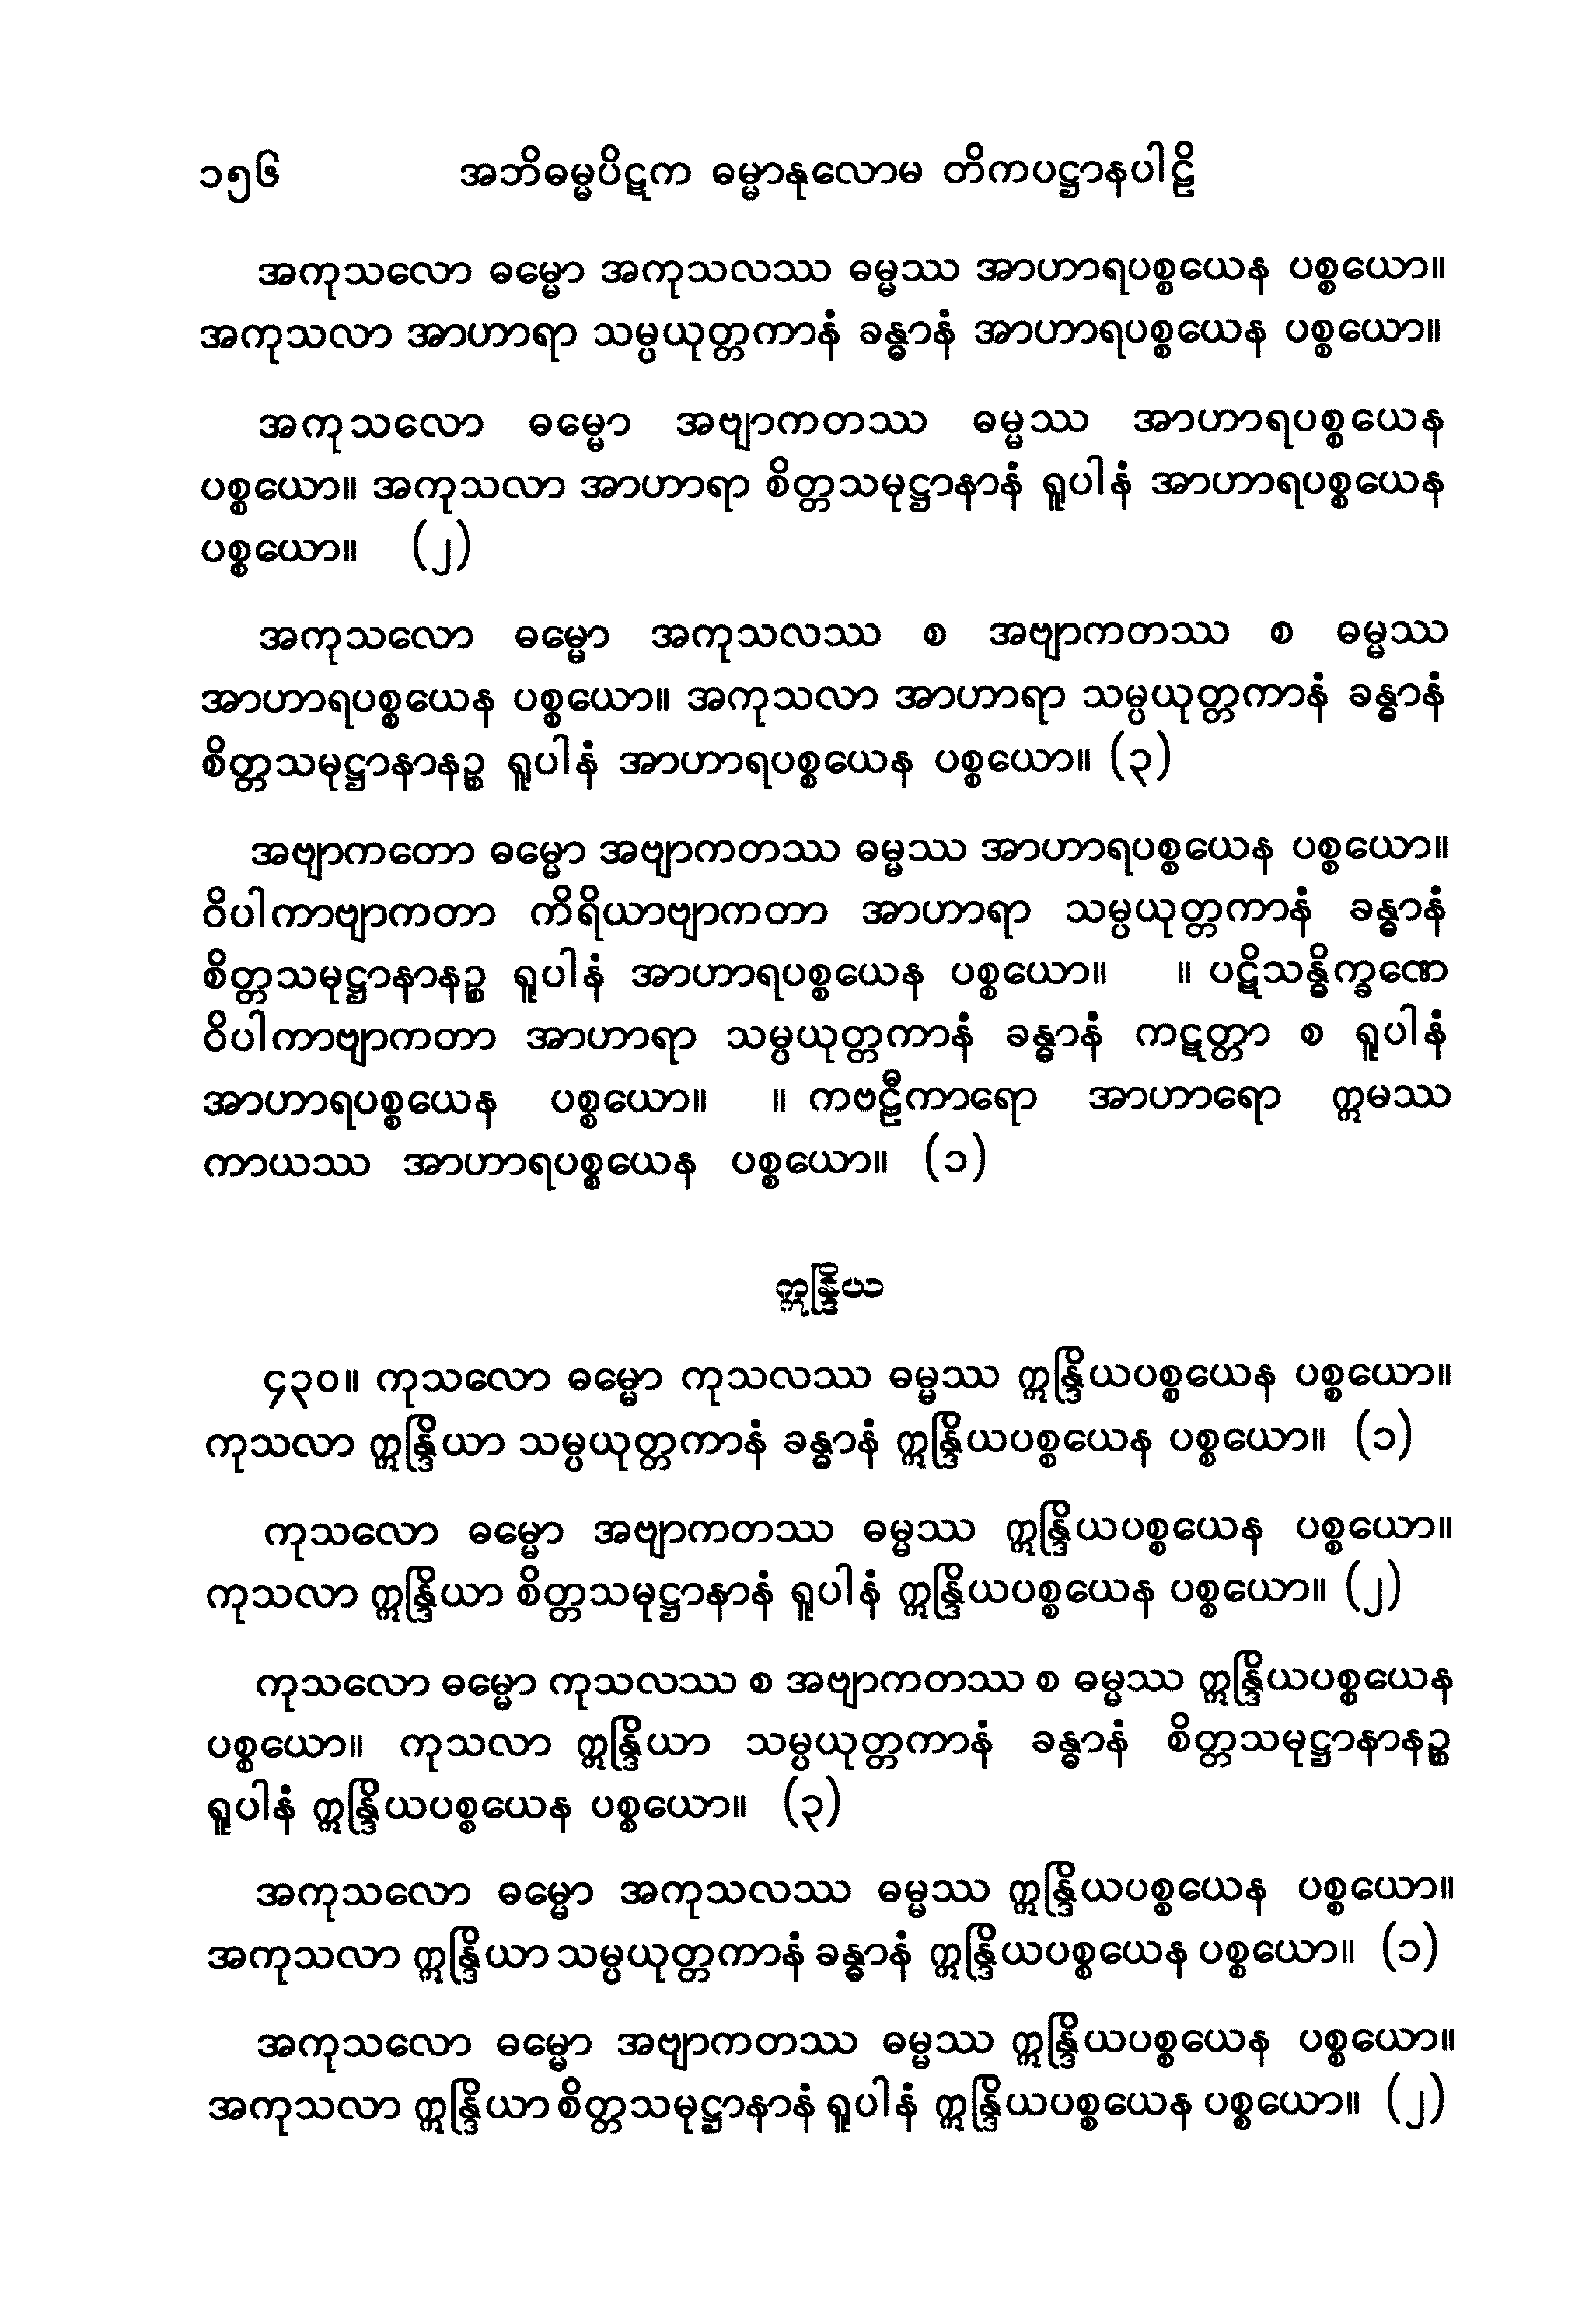 ၁၅၆ အဘိဓမ္မပိဋက ဓမ္မာနုလောမ တိကပဋ္ဌာနပါဠိ
အကုသလော ဓမ္မော အကုသလဿ ဓမ္မဿ အာဟာရပစ္စယေန ပစ္စယော။
အကုသလာ အာဟာရာ သမ္ပယုတ္တကာနံ ခန္ဓာနံ အာဟာရပစ္စယေန ပစ္စယော။
အကုသလော ဓမ္မော အဗျာကတဿ ဓမ္မဿ အာဟာရပစ္စယေန
ပစ္စယော။ အကုသလာ အာဟာရာ စိတ္တသမုဋ္ဌာနာနံ ရူပါနံ အာဟာရပစ္စယေန
ပစ္စယော။ (၂)
အကုသလော ဓမ္မော အကုသလဿ စ အဗျာကတဿ စ ဓမ္မဿ
အာဟာရပစ္စယေန ပစ္စယော။ အကုသလာ အာဟာရာ သမ္ပယုတ္တကာနံ ခန္ဓာနံ
စိတ္တသမုဋ္ဌာနာနဉ္စ ရူပါနံ အာဟာရပစ္စယေန ပစ္စယော။ (၃)
အဗျာကတော ဓမ္မော အဗျာကတဿ ဓမ္မဿ အာဟာရပစ္စယေန ပစ္စယော။
ဝိပါကာဗျာကတာ ကိရိယာဗျာကတာ အာဟာရာ သမ္ပယုတ္တကာနံ ခန္ဓာနံ
စိတ္တသမုဋ္ဌာနာနဉ္စ ရူပါနံ အာဟာရပစ္စယေန ပစ္စယော။ ။ ပဋိသန္ဓိက္ခဏေ
ဝိပါကာဗျာကတာ အာဟာရာ သမ္ပယုတ္တကာနံ ခန္ဓာနံ ကဋတ္တာ စ ရူပါနံ
အာဟာရပစ္စယေန ပစ္စယော။ ။ ကဗဠီကာရော အာဟာရော ဣမဿ
ကာယဿ အာဟာရပစ္စယေန ပစ္စယော။ (၁)
ဣန္ဒြိယ
၄၃၀။ ကုသလော ဓမ္မော ကုသလဿ ဓမ္မဿ ဣန္ဒြိယပစ္စယေန ပစ္စယော။
ကုသလာ ဣန္ဒြိယာ သမ္ပယုတ္တကာနံ ခန္ဓာနံ ဣန္ဒြိယပစ္စယေန ပစ္စယော။ (၁)
ကုသလော ဓမ္မော အဗျာကတဿ ဓမ္မဿ ဣန္ဒြိယပစ္စယေန ပစ္စယော။
ကုသလာ ဣန္ဒြိယာ စိတ္တသမုဋ္ဌာနာနံ ရူပါနံ ဣန္ဒြိယပစ္စယေန ပစ္စယော။ (၂)
ကုသလော ဓမ္မော ကုသလဿ စ အဗျာကတဿ စ ဓမ္မဿ ဣန္ဒြိယပစ္စယေန
ပစ္စယော။ ကုသလာ ဣန္ဒြိယာ သမ္ပယုတ္တကာနံ ခန္ဓာနံ စိတ္တသမုဋ္ဌာနာနဉ္စ
ရူပါနံ ဣန္ဒြိယပစ္စယေန ပစ္စယော။ (၃)
အကုသလော ဓမ္မော အကုသလဿ ဓမ္မဿ ဣန္ဒြိယပစ္စယေန ပစ္စယော။
အကုသလာ ဣန္ဒြိယာ သမ္ပယုတ္တကာနံ ခန္ဓာနံ ဣန္ဒြိယပစ္စယေန ပစ္စယော။ (၁)
အကုသလော ဓမ္မော အဗျာကတဿ ဓမ္မဿ ဣန္ဒြိယပစ္စယေန ပစ္စယော။
အကုသလာ ဣန္ဒြိယာ စိတ္တသမုဋ္ဌာနာနံ ရူပါနံ ဣန္ဒြိယပစ္စယေန ပစ္စယော။ (၂)